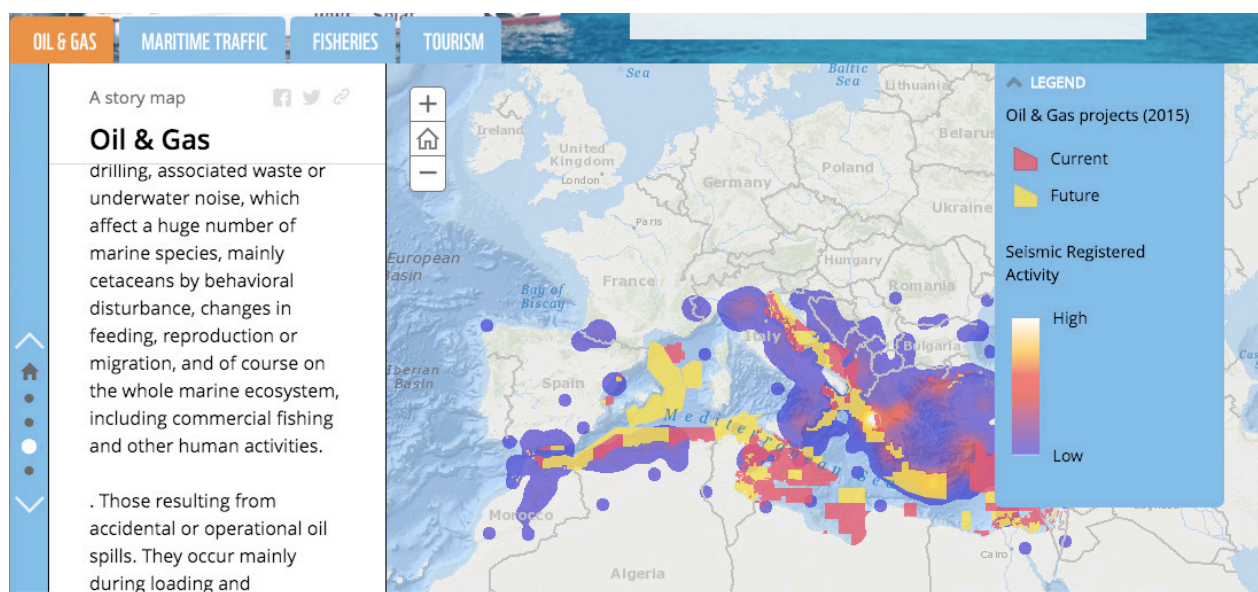 OIL & GAS
MARITIME TRAFFIC
FISHERIES
TOURISM
A story map
Oil & Gas
drilling, associated waste or
underwater noise, which
affect a huge number of
marine species, mainly
cetaceans by behavioral
disturbance, changes in
feeding, reproduction or
migration, and of course on
the whole marine ecosystem,
including commercial fishing
and other human activities.
. Those resulting from
accidental or operational oil
spills. They occur mainly
during loading and
+
−
Sea
Baltic
Sea
Lithuania
Ireland
United
Kingdom
London
Belarus
Poland
Germany
Ukraine
Paris
European
Basin
France
Hungary
Bay of
Biscay
Romania
Italy
Bulgaria
Iberian
Basin
Spain
Mediterranean Sea
Morocco
Algeria
Cairo
LEGEND
Oil & Gas projects (2015)
Current
Future
Seismic Registered
Activity
High
Low